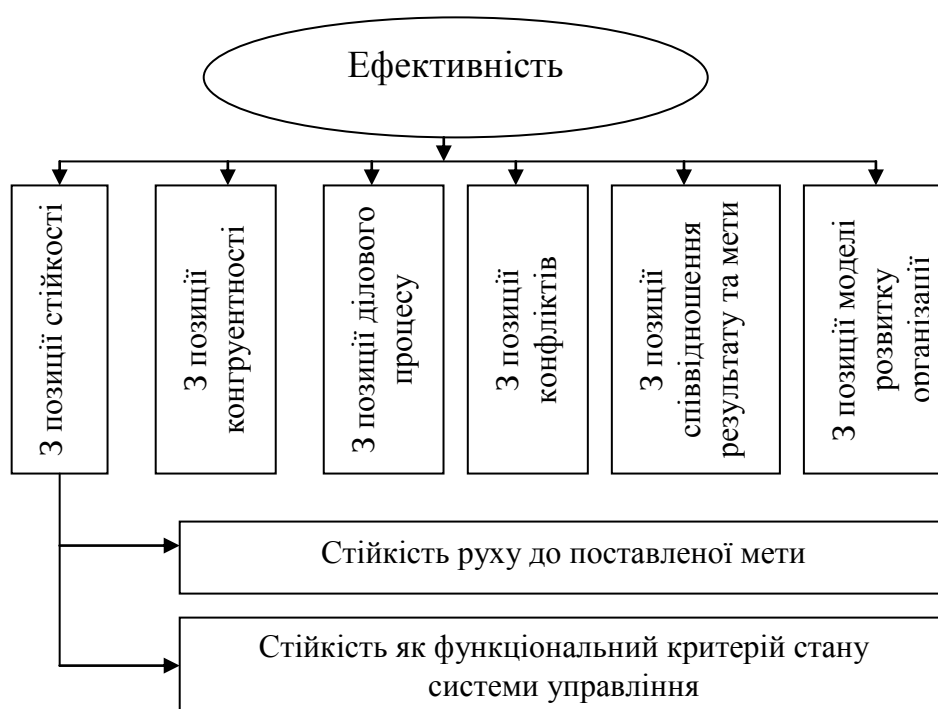 Ефективність
З позиції стійкості
З позиції
конгруентності
З позиції ділового
процесу
З позиції
конфліктів
З позиції
співвідношення
результату та мети
З позиції моделі
розвитку
організації
Стійкість руху до поставленої мети
Стійкість як функціональний критерій стану
системи управління